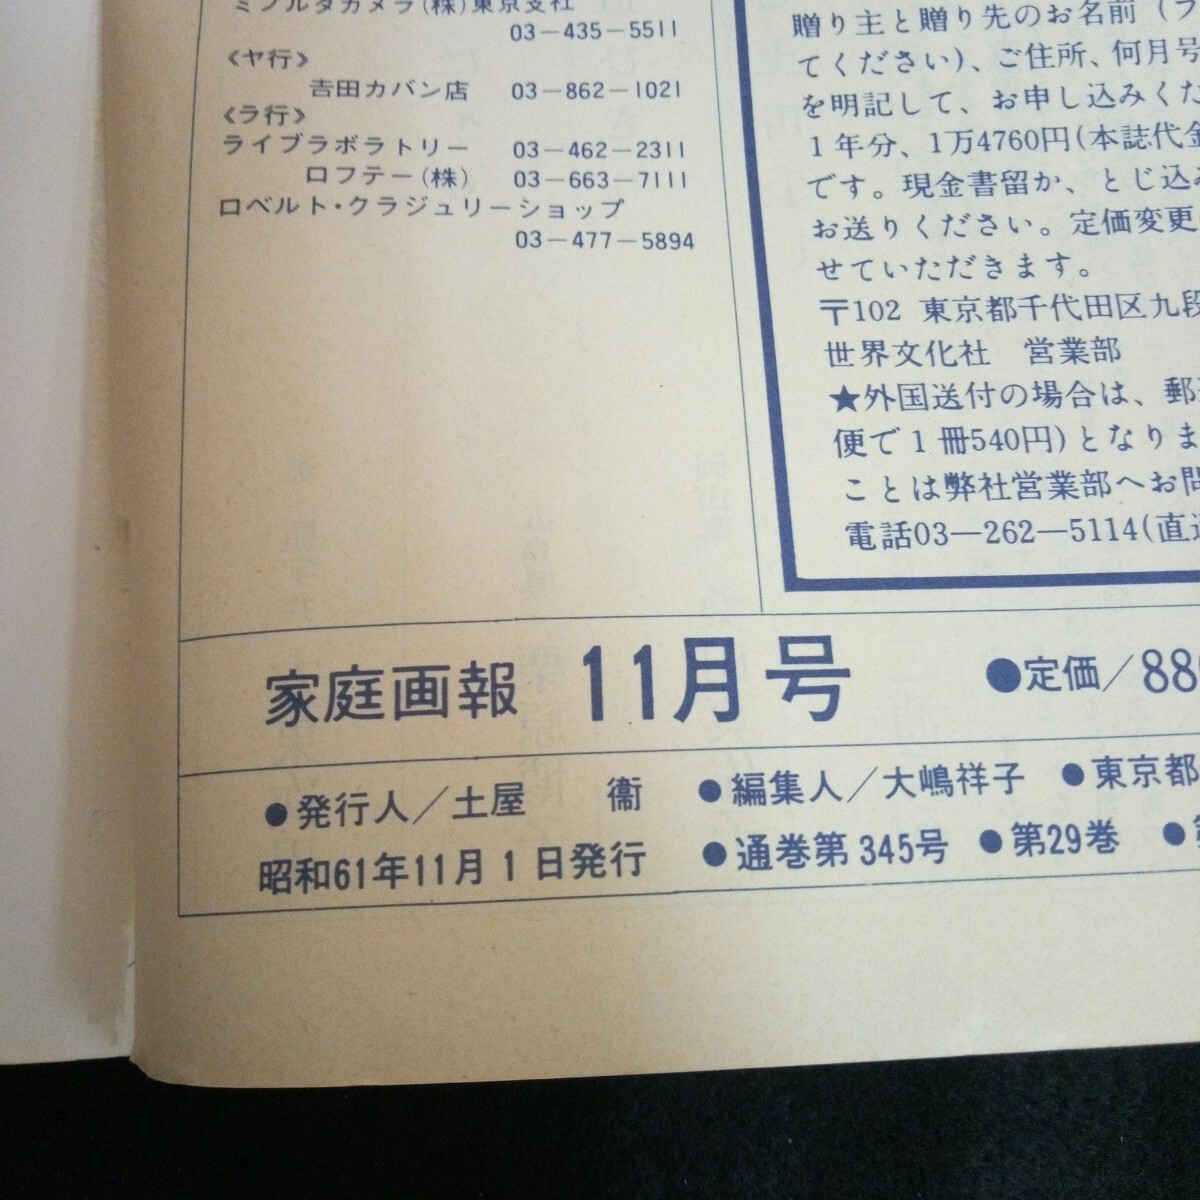 ミノルタカメラ(株)東京支社
03-435-5511
《ヤ行》
吉田カバン店 03-862-1021
《ラ行》
ライブラボラトリー 03-462-2311
ロフテー(株) 03-663-7111
ロベルト・クラジュリーショップ
03-477-5894
贈り主と贈り先のお名前(フ
てください)、ご住所、何月号
を明記して、お申し込みくだ
1年分、1万4760円(本誌代金
です。現金書留か、とじ込み
お送りください。定価変更
せていただきます。
〒102 東京都千代田区九段
世界文化社 営業部
★外国送付の場合は、郵
便で1冊540円)となりま
ことは弊社営業部へお問
電話03-262-5114(直通
家庭画報 11月号 ●定価/88
●発行人/土屋 衞 ●編集人/大嶋祥子 ●東京都
昭和61年11月1日発行 ●通巻第345号 ●第29巻 ●